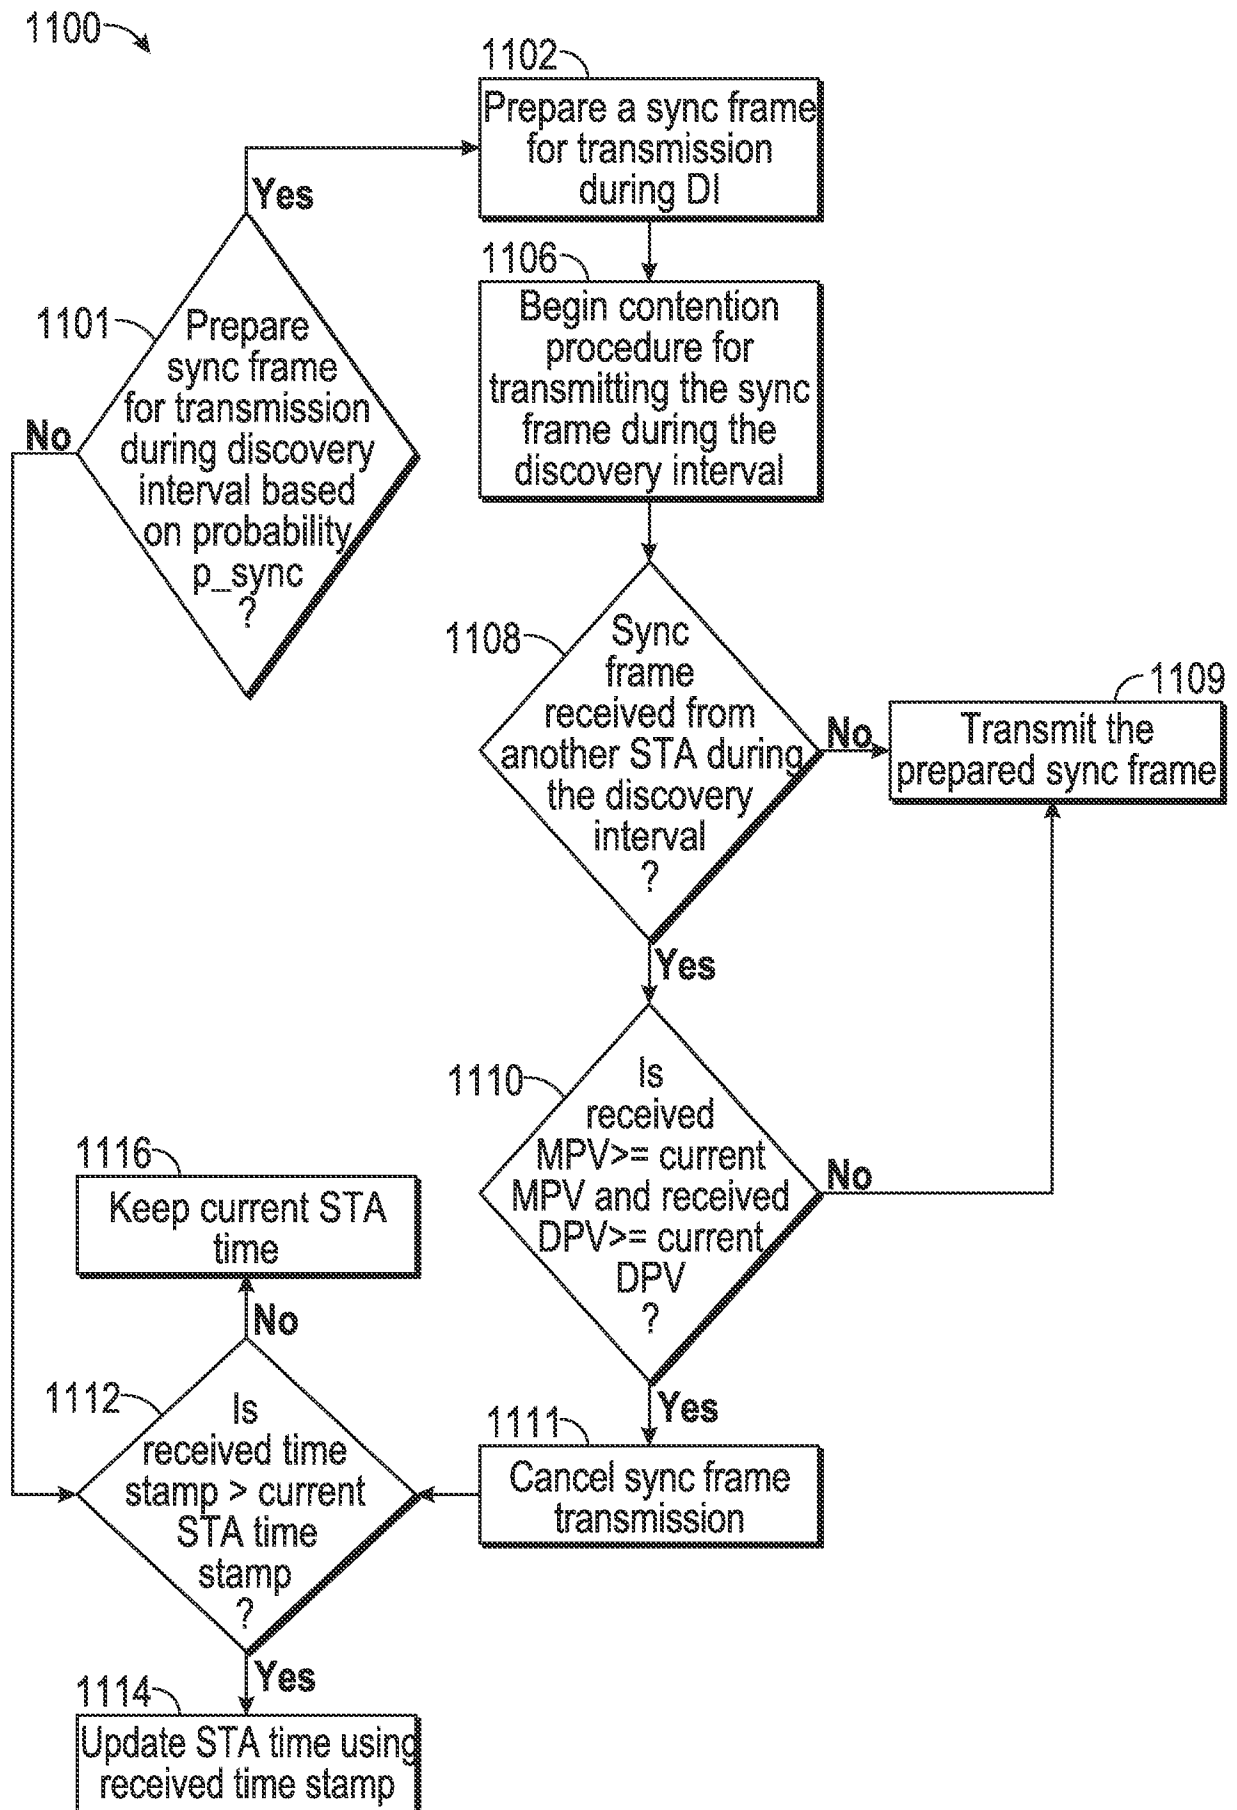 1100
1102
Prepare a sync frame
for transmission
during DI
Yes
1106
Begin contention
procedure for
transmitting the sync
frame during the
discovery interval
1101
Prepare
sync frame
for transmission
during discovery
interval based
on probability
p_sync
?
No
1108
Sync
frame
received from
another STA during
the discovery
interval
?
No
1109
Transmit the
prepared sync frame
Yes
1110
Is
received
MPV>= current
MPV and received
DPV>= current
DPV
?
No
Yes
1116
Keep current STA
time
No
1112
Is
received time
stamp > current
STA time
stamp
?
1111
Cancel sync frame
transmission
Yes
1114
Update STA time using
received time stamp